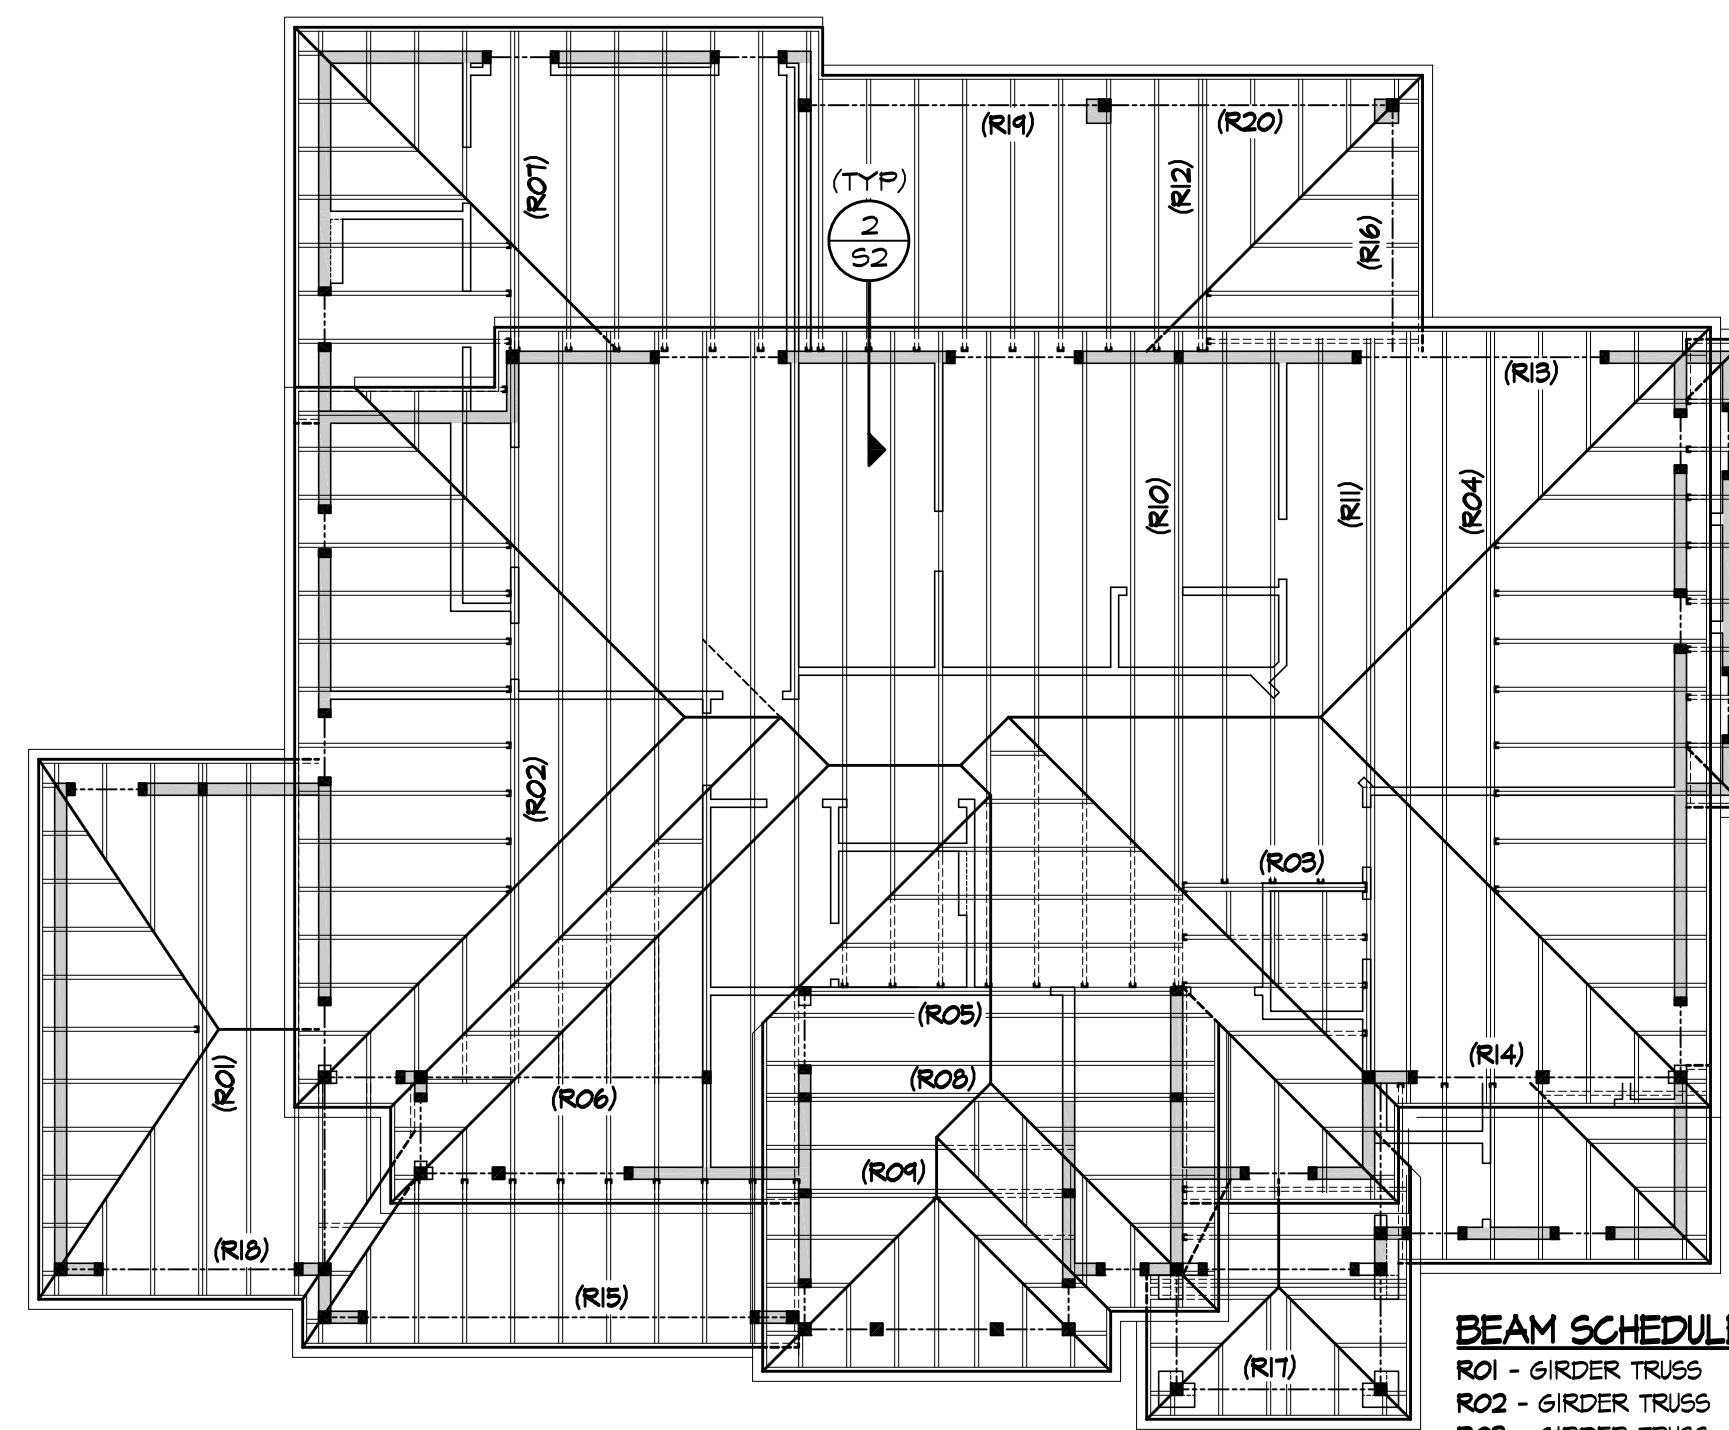 (R19)
(R20)
(R07)
(TYP)
(R12)
2
S2
(R16)
(R13)
(R10)
(R11)
(R04)
(R02)
(R03)
(R05)
(R14)
(R01)
(R06)
(R08)
(R09)
(R18)
(R15)
(R17)
BEAM SCHEDUL
R01 - GIRDER TRUSS
R02 - GIRDER TRUSS